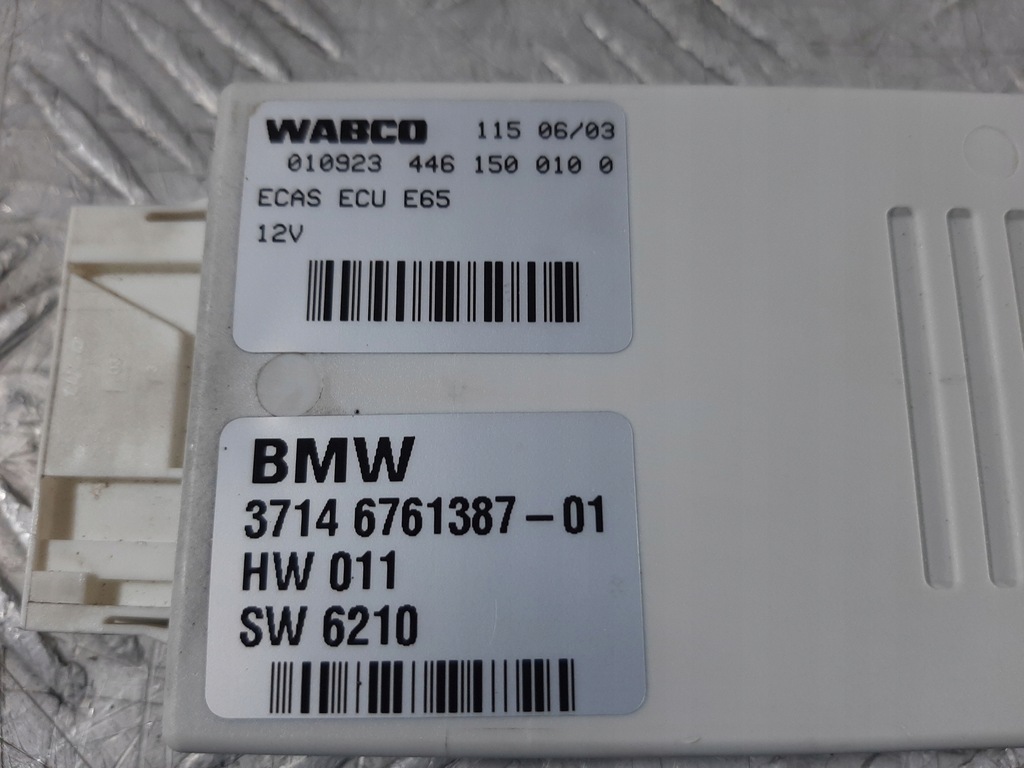 WABCO 115 06/03
010923 446 150 010 0
ECAS ECU E65
12V
BMW
3714 6761387-01
HW 011
SW 6210